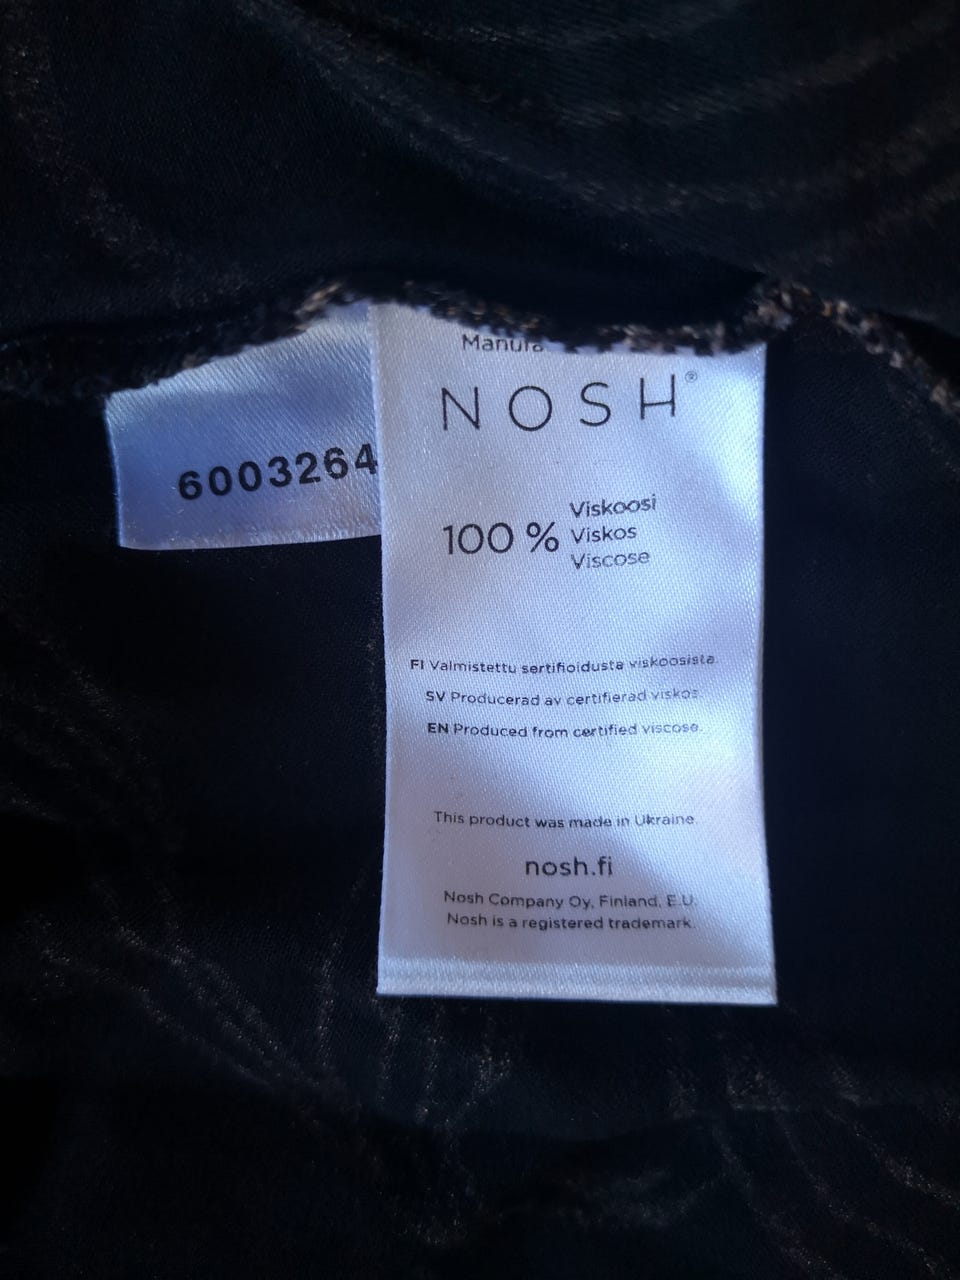 NOSH®
6003264
100 %
Viskoosi
Viskos
Viscose
FI Valmistettu sertifioidusta viskoosista.
SV Producerad av certifierad viskos.
EN Produced from certified viscose.
This product was made in Ukraine.
nosh.fi
Nosh Company Oy, Finland, E.U.
Nosh is a registered trademark.